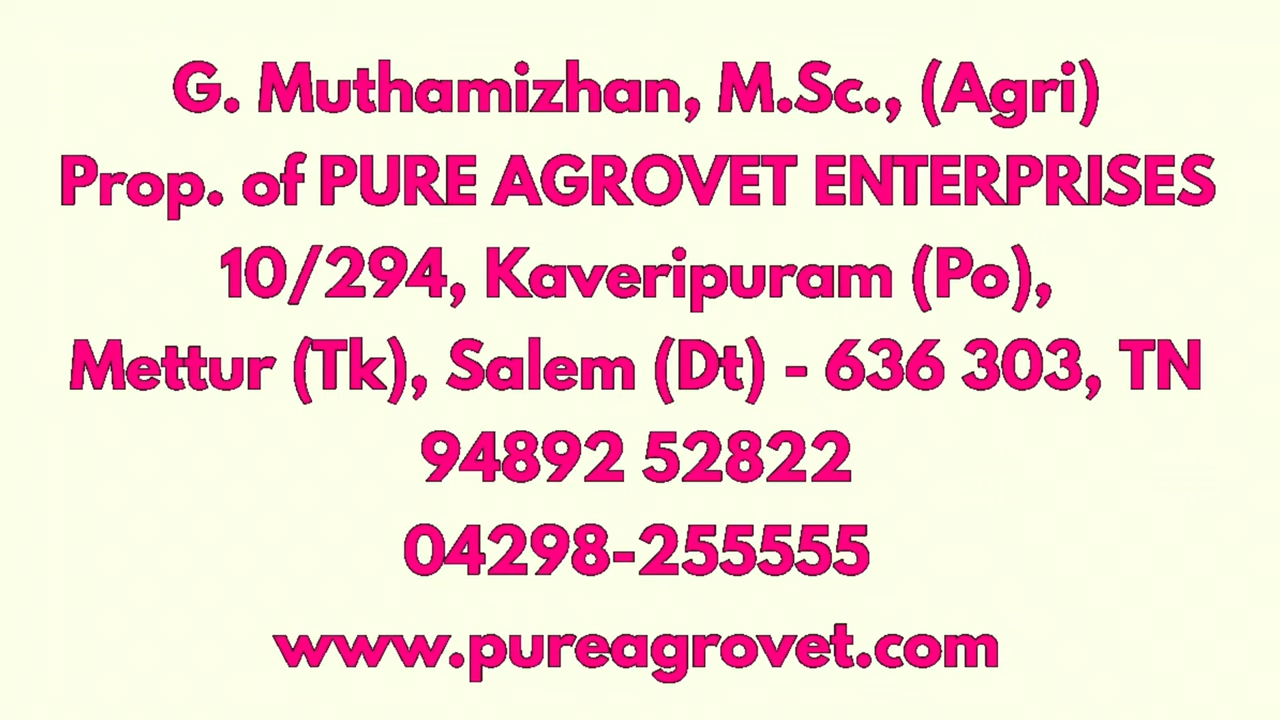 G. Muthamizhan, M.Sc., (Agri)
Prop. of PURE AGROVET ENTERPRISES
10/294, Kaveripuram (Po),
Mettur (Tk), Salem (Dt) - 636 303, TN
94892 52822
04298-255555
www.pureagrovet.com